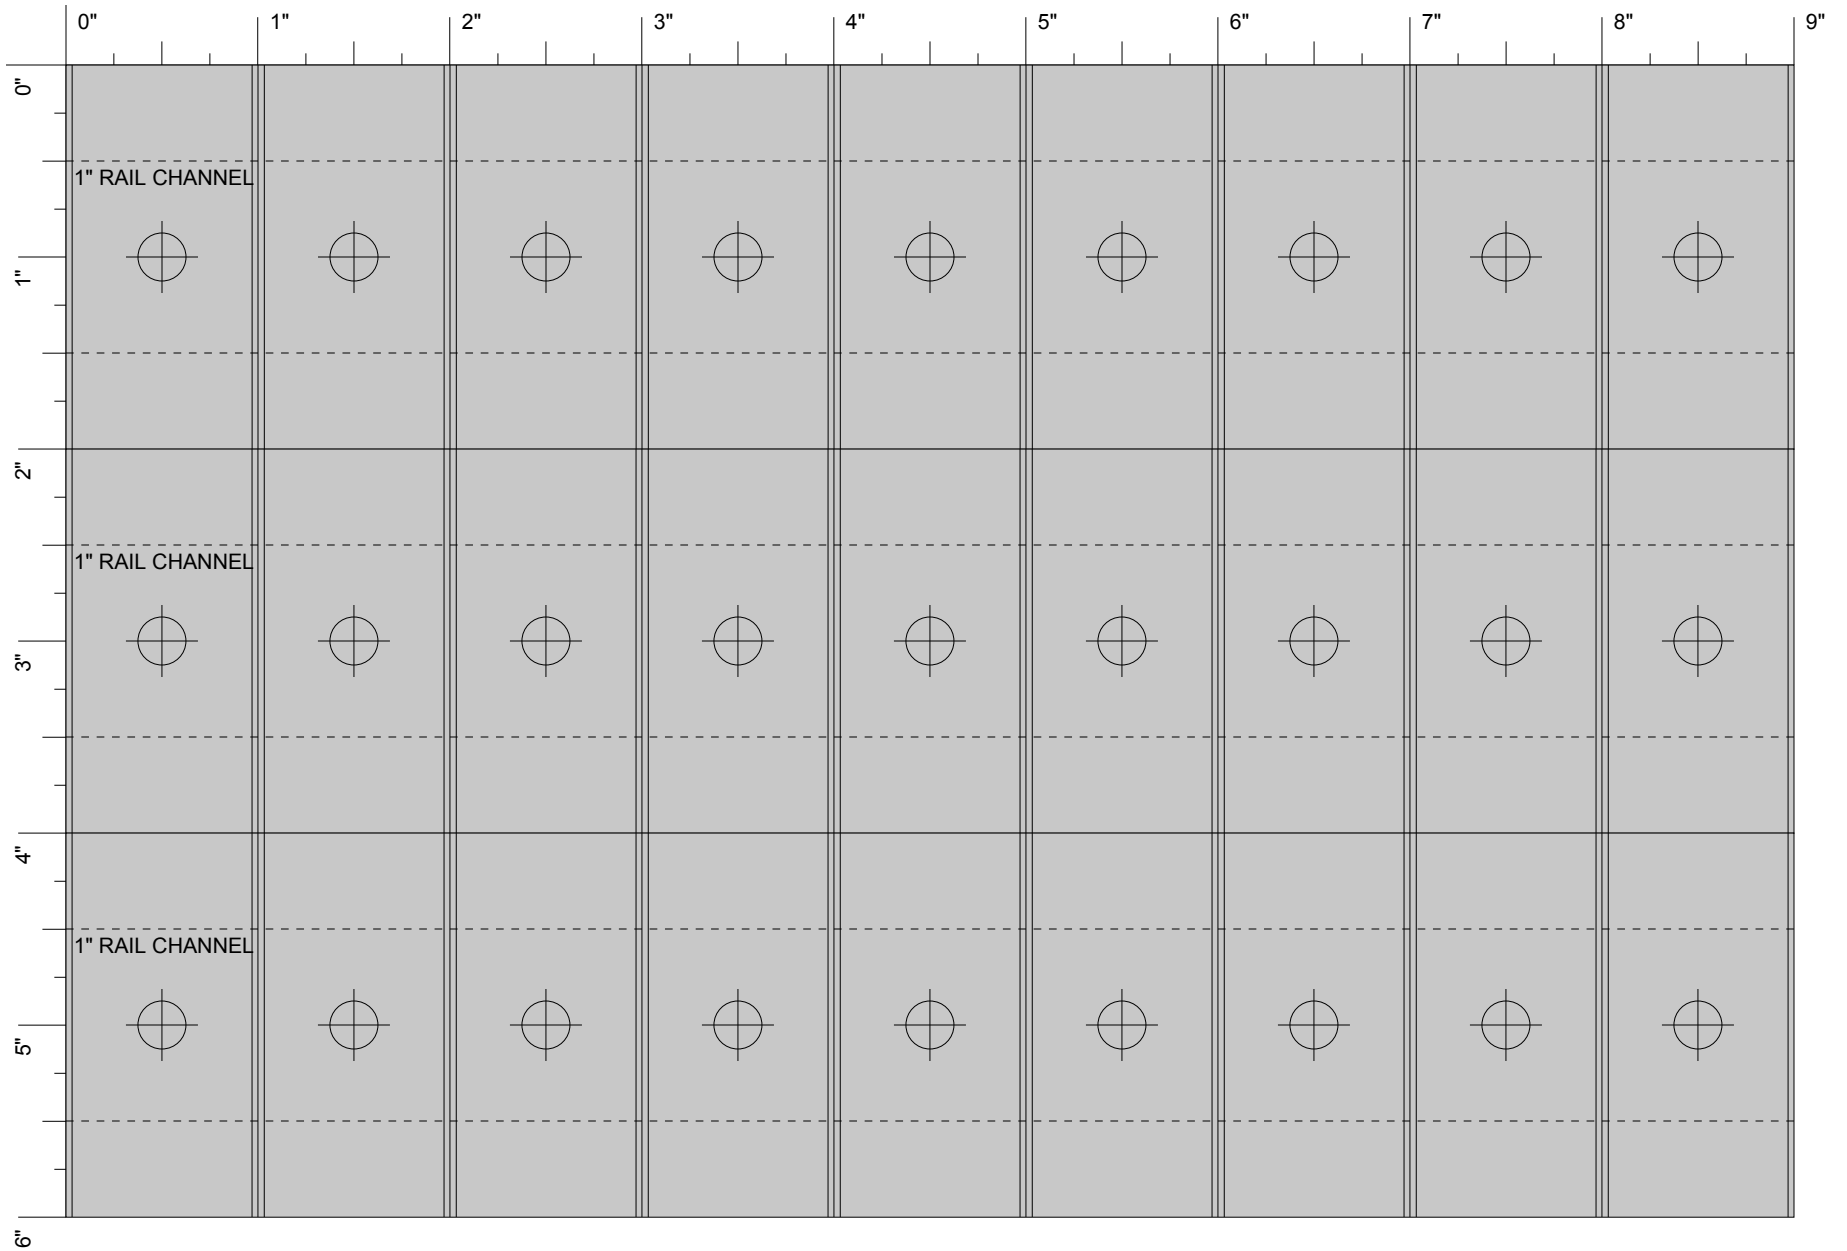 0" 1" 2" 3" 4" 5" 6" 7" 8" 9"
0"
1" RAIL CHANNEL
1"
2"
1" RAIL CHANNEL
3"
4"
1" RAIL CHANNEL
5"
6"